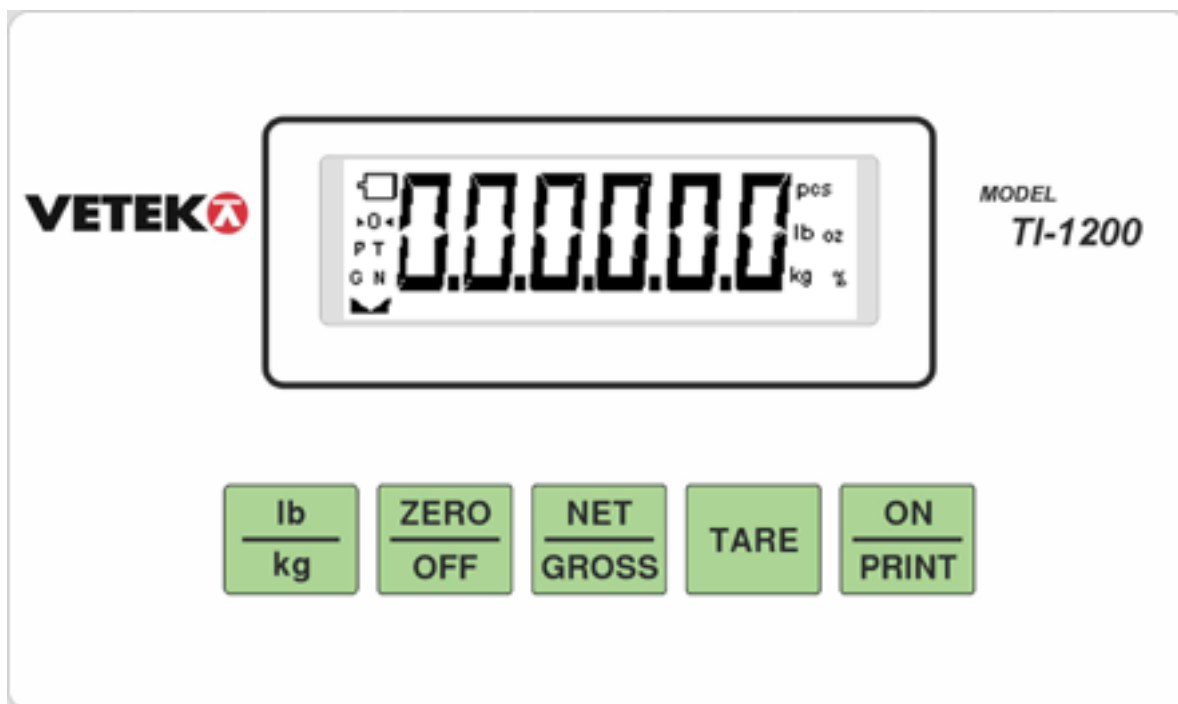 VETEK
MODEL
TI-1200
0.0.0.0.0.0
pcs
▸0◂
lb oz
P T
G N
kg %
lb
kg
ZERO
OFF
NET
GROSS
TARE
ON
PRINT